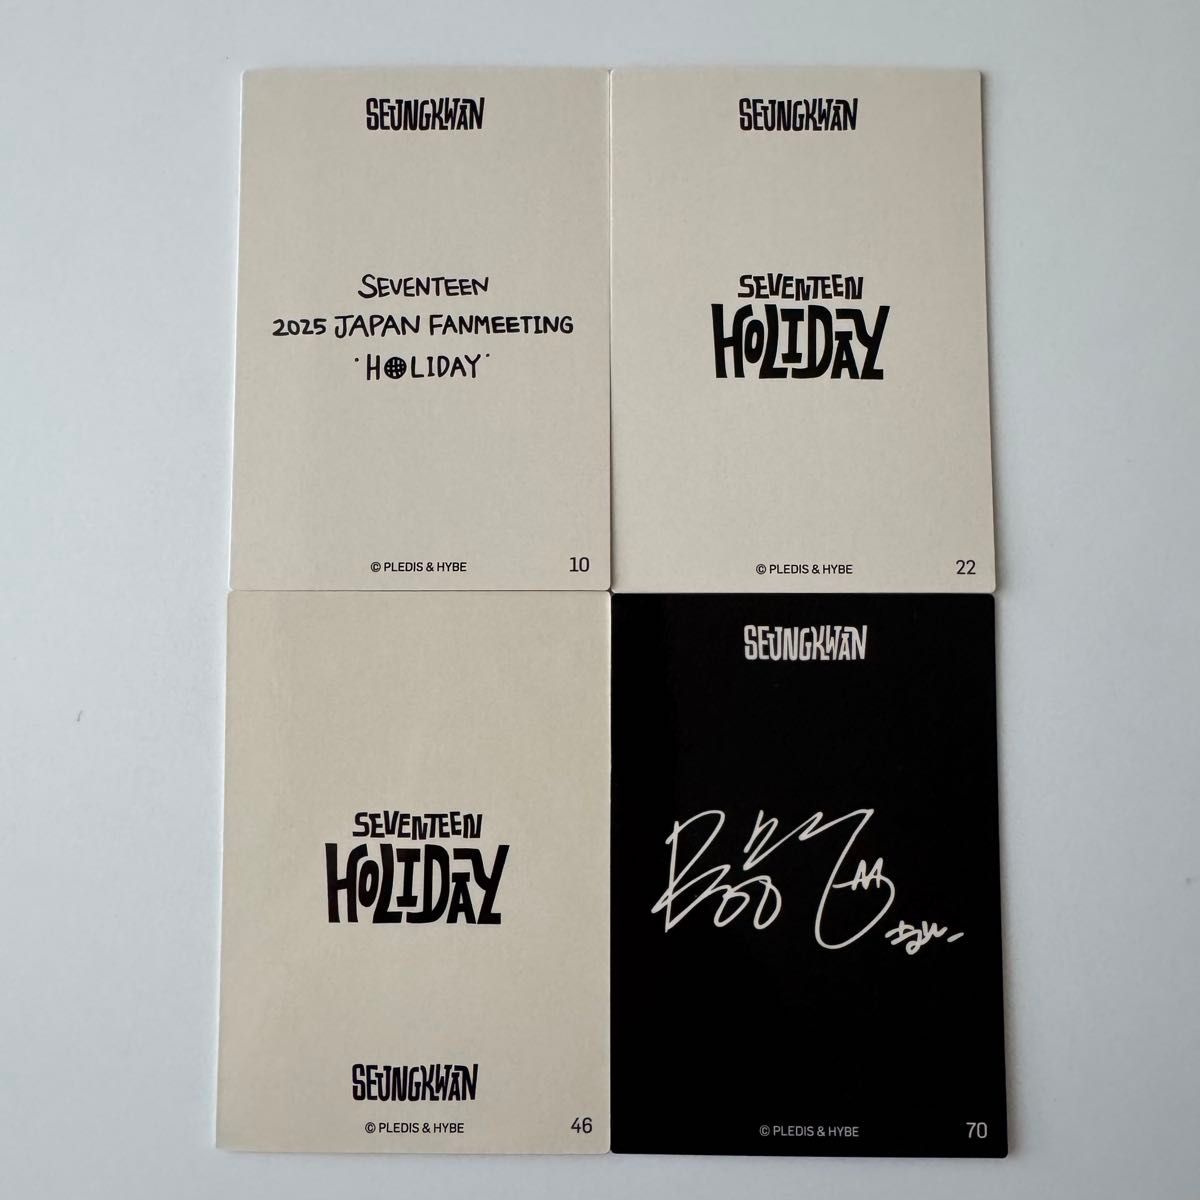 SEUNGKWAN
SEVENTEEN
2025 JAPAN FANMEETING
'HOLIDAY'
© PLEDIS & HYBE
10
SEUNGKWAN
SEVENTEEN
HOLIDAY
© PLEDIS & HYBE
22
SEVENTEEN
HOLIDAY
SEUNGKWAN
© PLEDIS & HYBE
46
SEUNGKWAN
© PLEDIS & HYBE
70